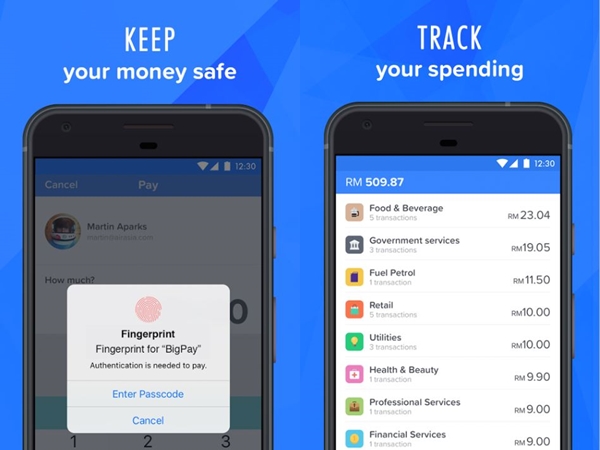 KEEP
your money safe
12:30
Cancel
Pay
Martin Aparks
How much?
0
Fingerprint
Fingerprint for "BigPay"
Authentication is needed to pay.
Enter Passcode
Cancel
1 2 3
TRACK
your spending
12:30
RM 509.87
Food & Beverage
5 transactions
RM 23.04
Government services
3 transactions
RM 19.05
Fuel Petrol
1 transaction
RM 11.50
Retail
5 transactions
RM 10.00
Utilities
3 transactions
RM 10.00
Health & Beauty
1 transaction
RM 9.90
Professional Services
1 transaction
RM 9.00
Financial Services
1 transaction
RM 9.00